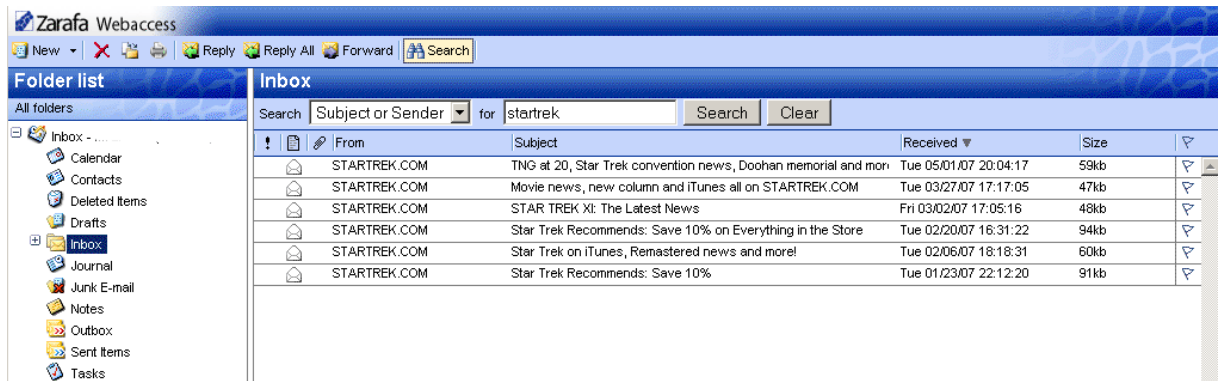 Zarafa Webaccess
New Reply Reply All Forward Search
Folder list
All folders
Inbox -
Calendar
Contacts
Deleted Items
Drafts
Inbox
Journal
Junk E-mail
Notes
Outbox
Sent Items
Tasks
Inbox
Search Subject or Sender for startrek Search Clear
! From Subject Received Size
STARTREK.COM TNG at 20, Star Trek convention news, Doohan memorial and mor Tue 05/01/07 20:04:17 59kb
STARTREK.COM Movie news, new column and iTunes all on STARTREK.COM Tue 03/27/07 17:17:05 47kb
STARTREK.COM STAR TREK XI: The Latest News Fri 03/02/07 17:05:16 48kb
STARTREK.COM Star Trek Recommends: Save 10% on Everything in the Store Tue 02/20/07 16:31:22 94kb
STARTREK.COM Star Trek on iTunes, Remastered news and more! Tue 02/06/07 18:18:31 60kb
STARTREK.COM Star Trek Recommends: Save 10% Tue 01/23/07 22:12:20 91kb